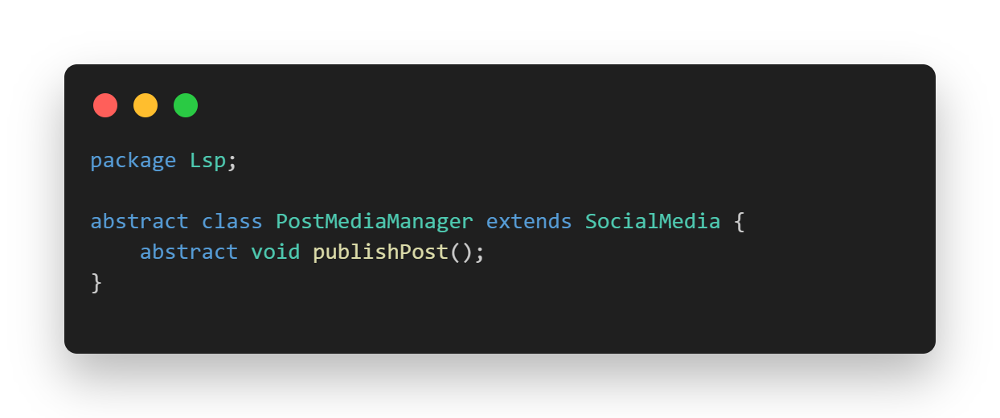 package Lsp;
abstract class PostMediaManager extends SocialMedia {
    abstract void publishPost();
}